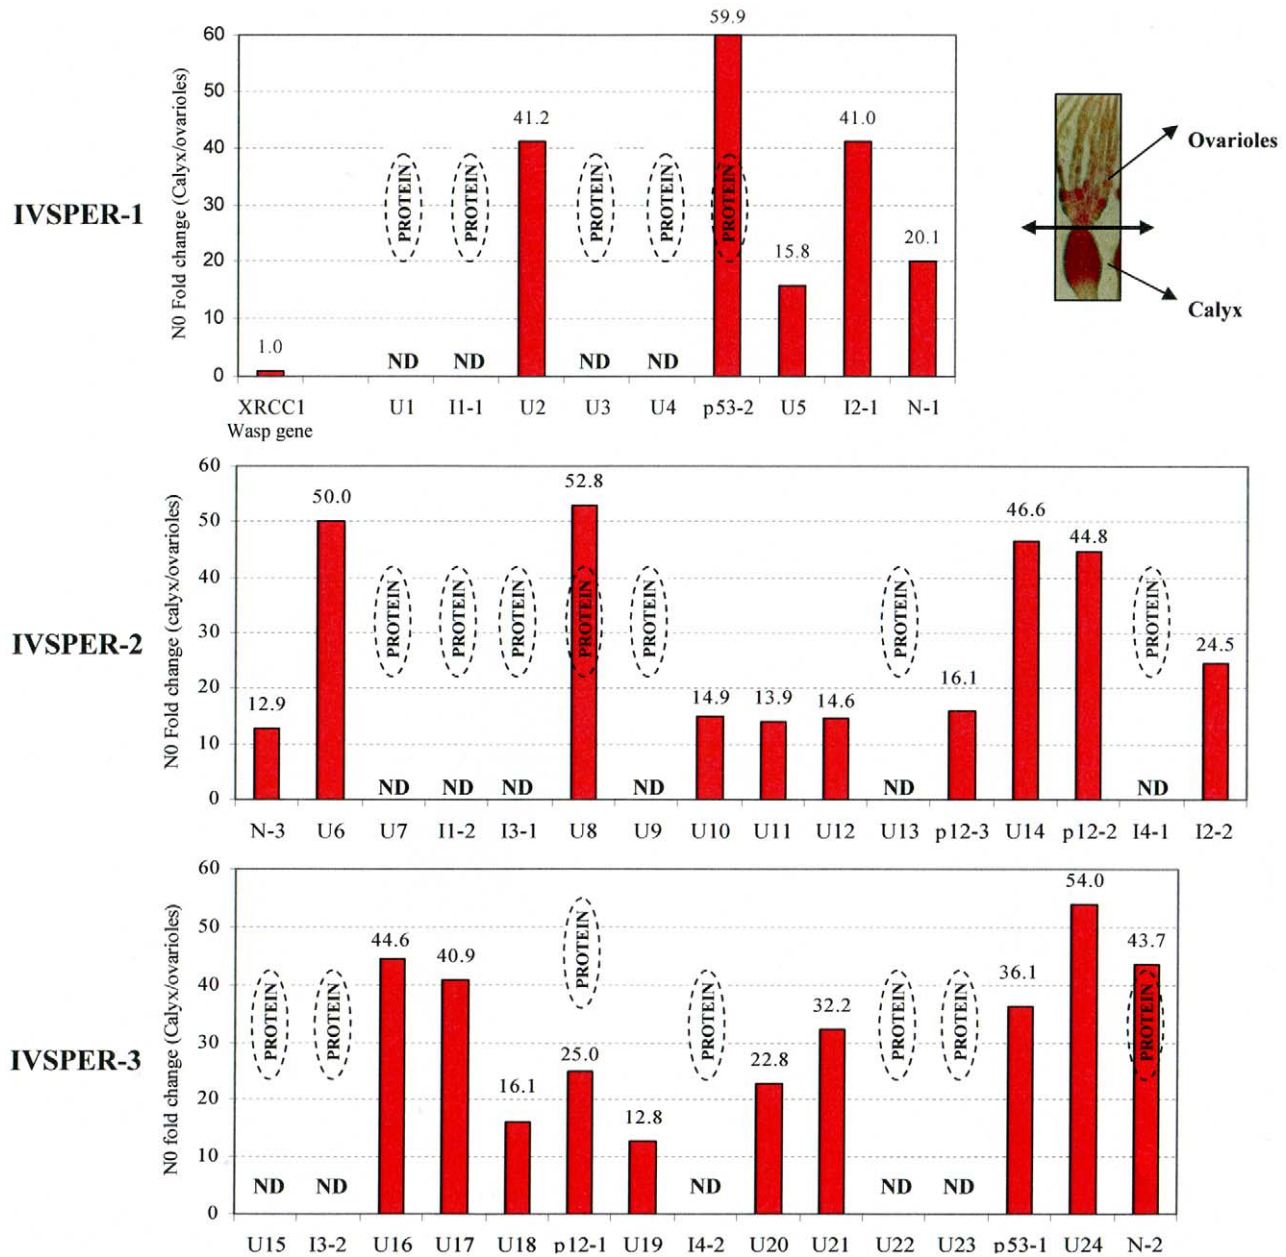 IVSPER-1
N0 Fold change (Calyx/ovarioles)
60
50
40
30
20
10
0
1.0
41.2
59.9
15.8
41.0
20.1
PROTEIN
PROTEIN
PROTEIN
PROTEIN
PROTEIN
ND
ND
ND
ND
XRCC1 U1 I1-1 U2 U3 U4 p53-2 U5 I2-1 N-1
Wasp gene
Ovarioles
Calyx
IVSPER-2
N0 Fold change (calyx/ovarioles)
60
50
40
30
20
10
0
12.9
50.0
52.8
14.9
13.9
14.6
16.1
46.6
44.8
24.5
PROTEIN
PROTEIN
PROTEIN
PROTEIN
PROTEIN
PROTEIN
PROTEIN
ND
ND
ND
ND
ND
ND
N-3 U6 U7 I1-2 I3-1 U8 U9 U10 U11 U12 U13 p12-3 U14 p12-2 I4-1 I2-2
IVSPER-3
N0 fold change (Calyx/ovarioles)
60
50
40
30
20
10
0
44.6
40.9
16.1
25.0
12.8
22.8
32.2
36.1
54.0
43.7
PROTEIN
PROTEIN
PROTEIN
PROTEIN
PROTEIN
PROTEIN
PROTEIN
ND
ND
ND
ND
ND
U15 I3-2 U16 U17 U18 p12-1 U19 I4-2 U20 U21 U22 U23 p53-1 U24 N-2